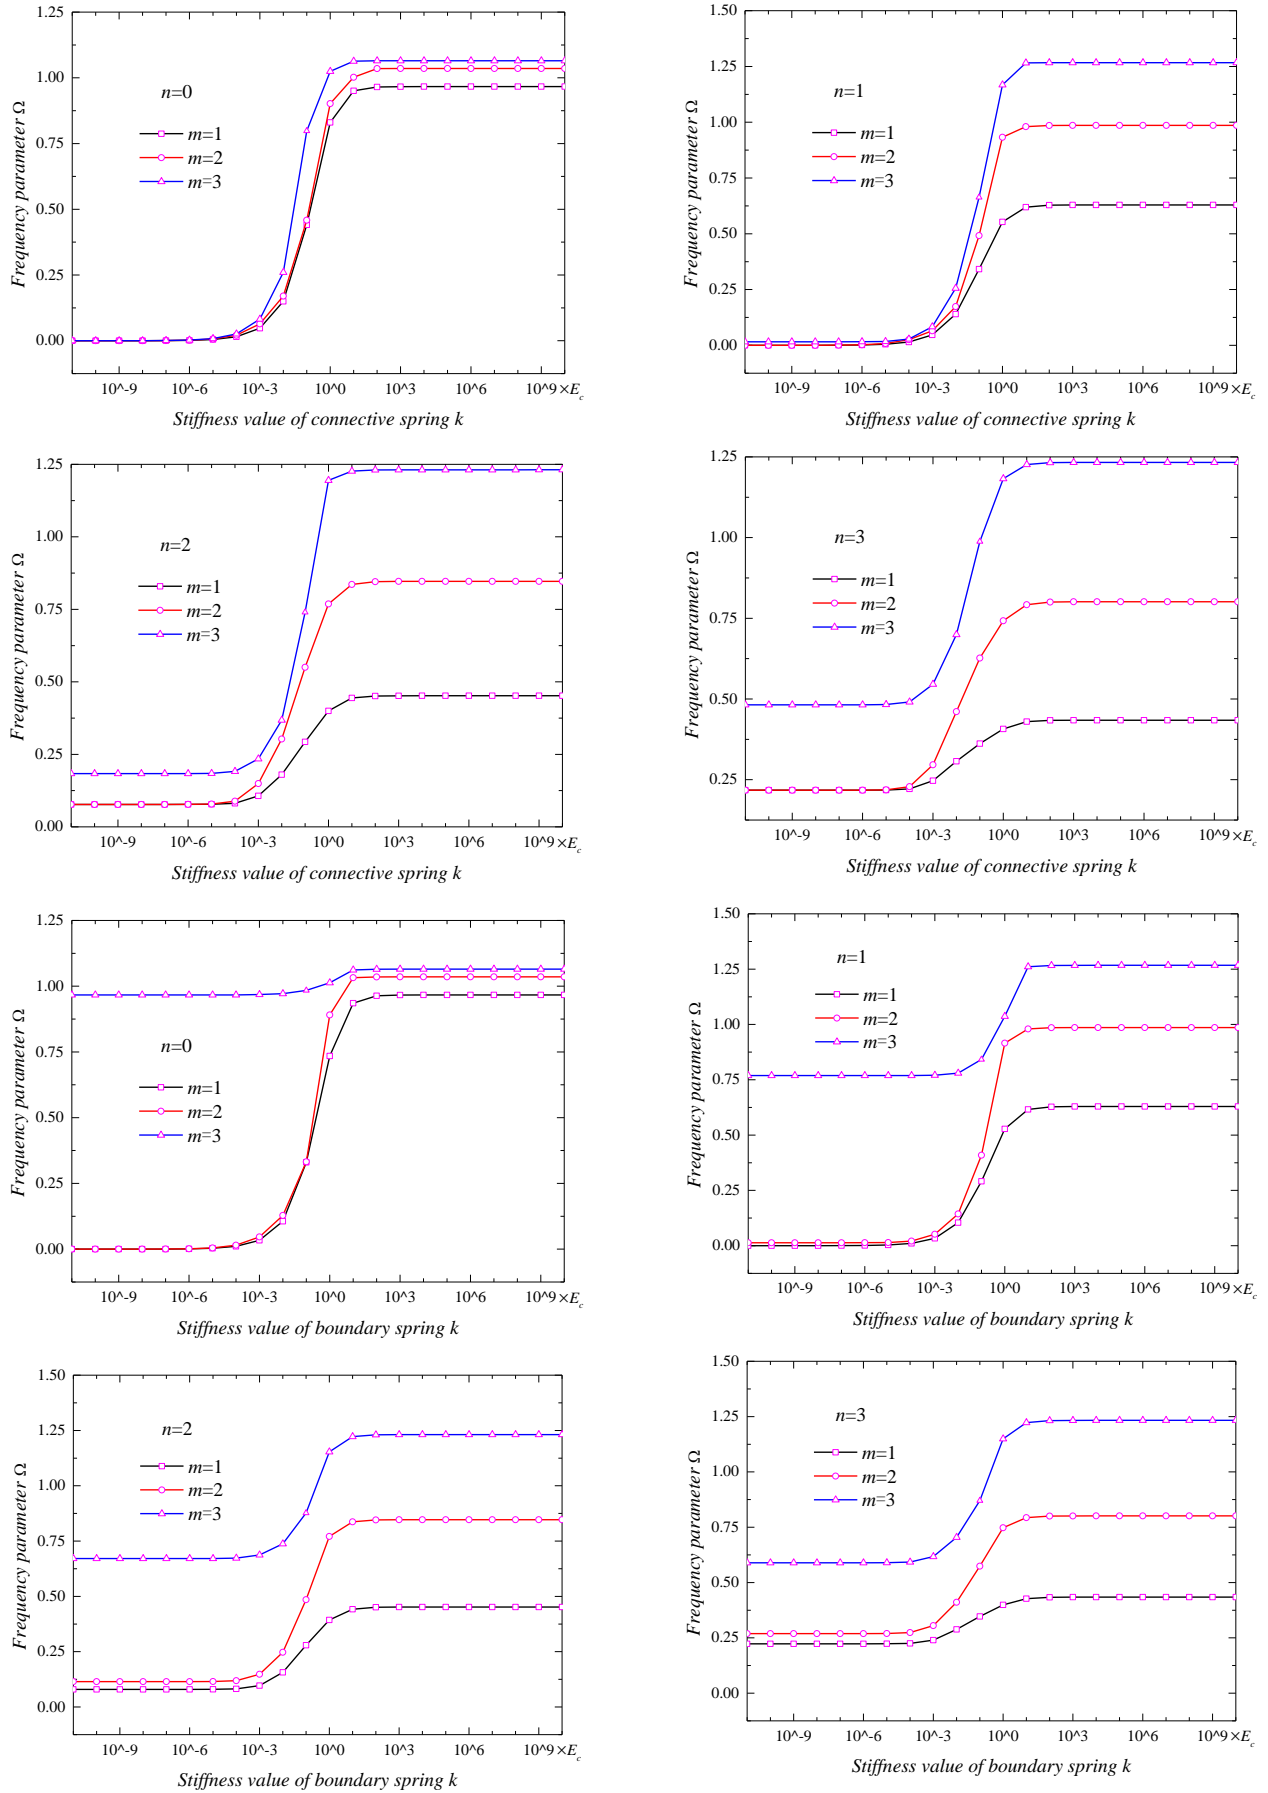 1.25
1.00
0.75
0.50
0.25
0.00
Frequency parameter Ω
n=0
m=1
m=2
m=3
10^-9 10^-6 10^-3 10^0 10^3 10^6 10^9 ×E_c
Stiffness value of connective spring k
1.50
1.25
1.00
0.75
0.50
0.25
0.00
Frequency parameter Ω
n=1
m=1
m=2
m=3
10^-9 10^-6 10^-3 10^0 10^3 10^6 10^9 ×E_c
Stiffness value of connective spring k
1.25
1.00
0.75
0.50
0.25
0.00
Frequency parameter Ω
n=2
m=1
m=2
m=3
10^-9 10^-6 10^-3 10^0 10^3 10^6 10^9 ×E_c
Stiffness value of connective spring k
1.25
1.00
0.75
0.50
0.25
Frequency parameter Ω
n=3
m=1
m=2
m=3
10^-9 10^-6 10^-3 10^0 10^3 10^6 10^9 ×E_c
Stiffness value of connective spring k
1.25
1.00
0.75
0.50
0.25
0.00
Frequency parameter Ω
n=0
m=1
m=2
m=3
10^-9 10^-6 10^-3 10^0 10^3 10^6 10^9 ×E_c
Stiffness value of boundary spring k
1.50
1.25
1.00
0.75
0.50
0.25
0.00
Frequency parameter Ω
n=1
m=1
m=2
m=3
10^-9 10^-6 10^-3 10^0 10^3 10^6 10^9 ×E_c
Stiffness value of boundary spring k
1.50
1.25
1.00
0.75
0.50
0.25
0.00
Frequency parameter Ω
n=2
m=1
m=2
m=3
10^-9 10^-6 10^-3 10^0 10^3 10^6 10^9 ×E_c
Stiffness value of boundary spring k
1.50
1.25
1.00
0.75
0.50
0.25
0.00
Frequency parameter Ω
n=3
m=1
m=2
m=3
10^-9 10^-6 10^-3 10^0 10^3 10^6 10^9 ×E_c
Stiffness value of boundary spring k